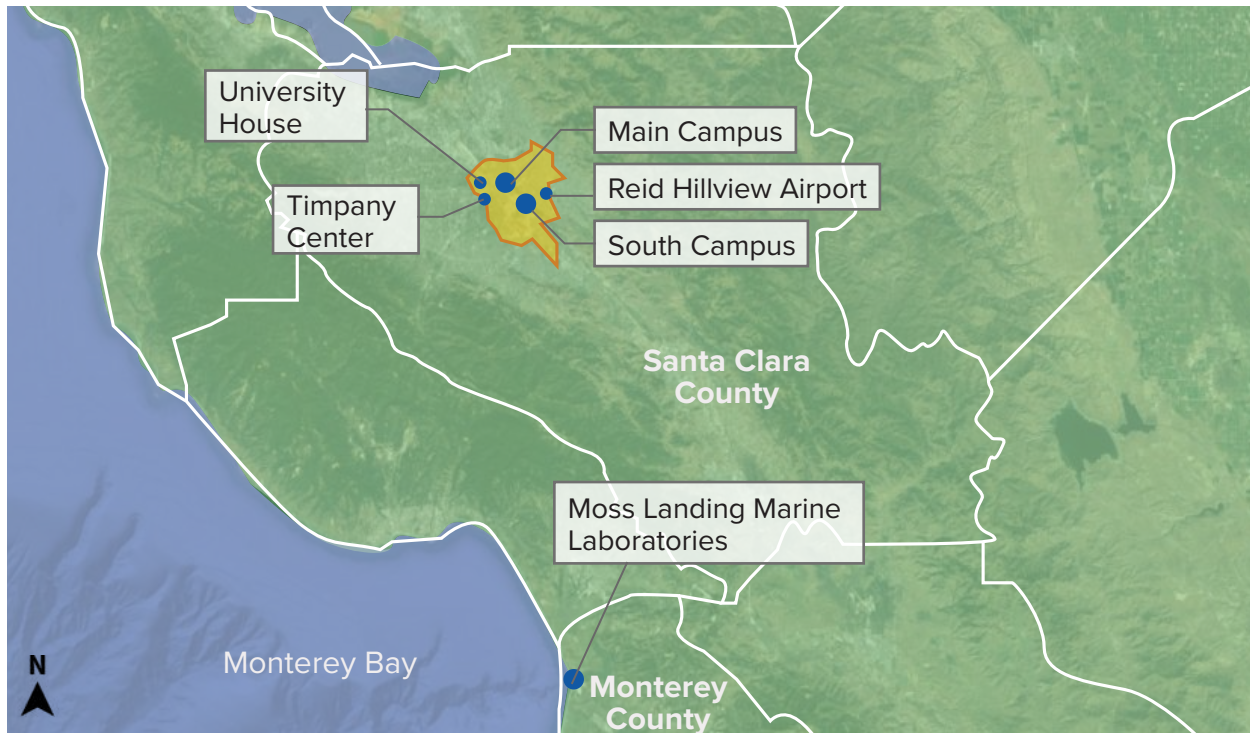 University
House
Main Campus
Reid Hillview Airport
Timpany
Center
South Campus
Santa Clara
County
Moss Landing Marine
Laboratories
Monterey Bay
Monterey
County
N